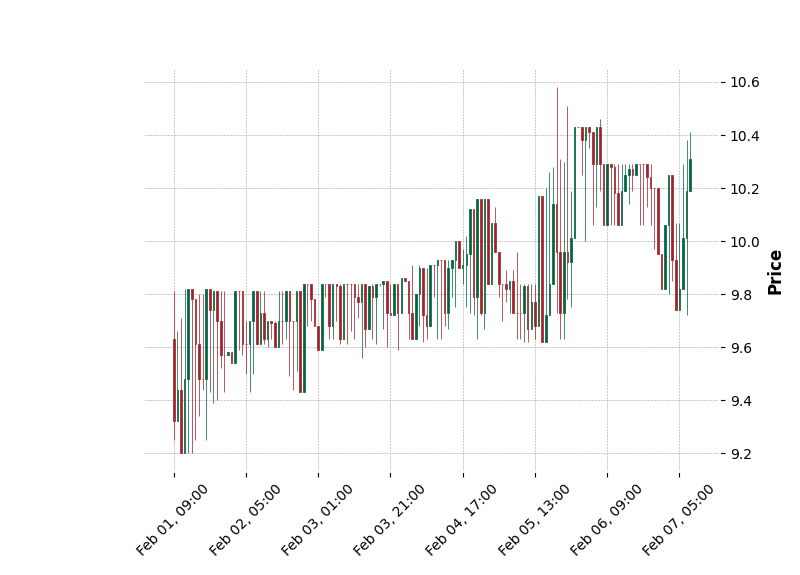 10.6
10.4
10.2
10.0
9.8
9.6
9.4
9.2
Price
Feb 01, 09:00
Feb 02, 05:00
Feb 03, 01:00
Feb 03, 21:00
Feb 04, 17:00
Feb 05, 13:00
Feb 06, 09:00
Feb 07, 05:00